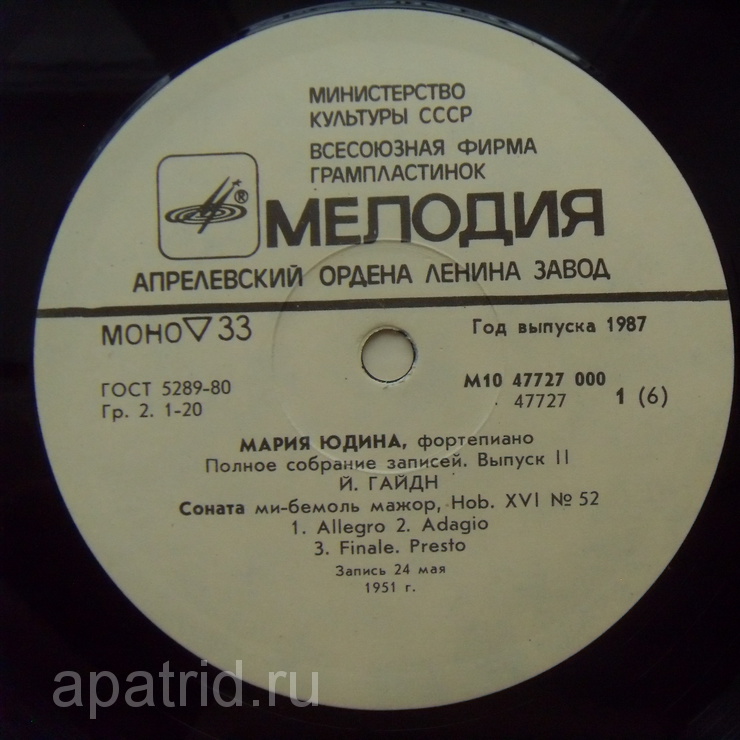 МИНИСТЕРСТВО
КУЛЬТУРЫ СССР
ВСЕСОЮЗНАЯ ФИРМА
ГРАМПЛАСТИНОК
®
МЕЛОДИЯ
АПРЕЛЕВСКИЙ ОРДЕНА ЛЕНИНА ЗАВОД
МОНО ▽ 33
Год выпуска 1987
ГОСТ 5289-80
Гр. 2. 1-20
М10 47727 000
47727
1 (6)
МАРИЯ ЮДИНА, фортепиано
Полное собрание записей. Выпуск II
Й. ГАЙДН
Соната ми-бемоль мажор, Hob. XVI № 52
1. Allegro 2. Adagio
3. Finale. Presto
Запись 24 мая
1951 г.
apatrid.ru